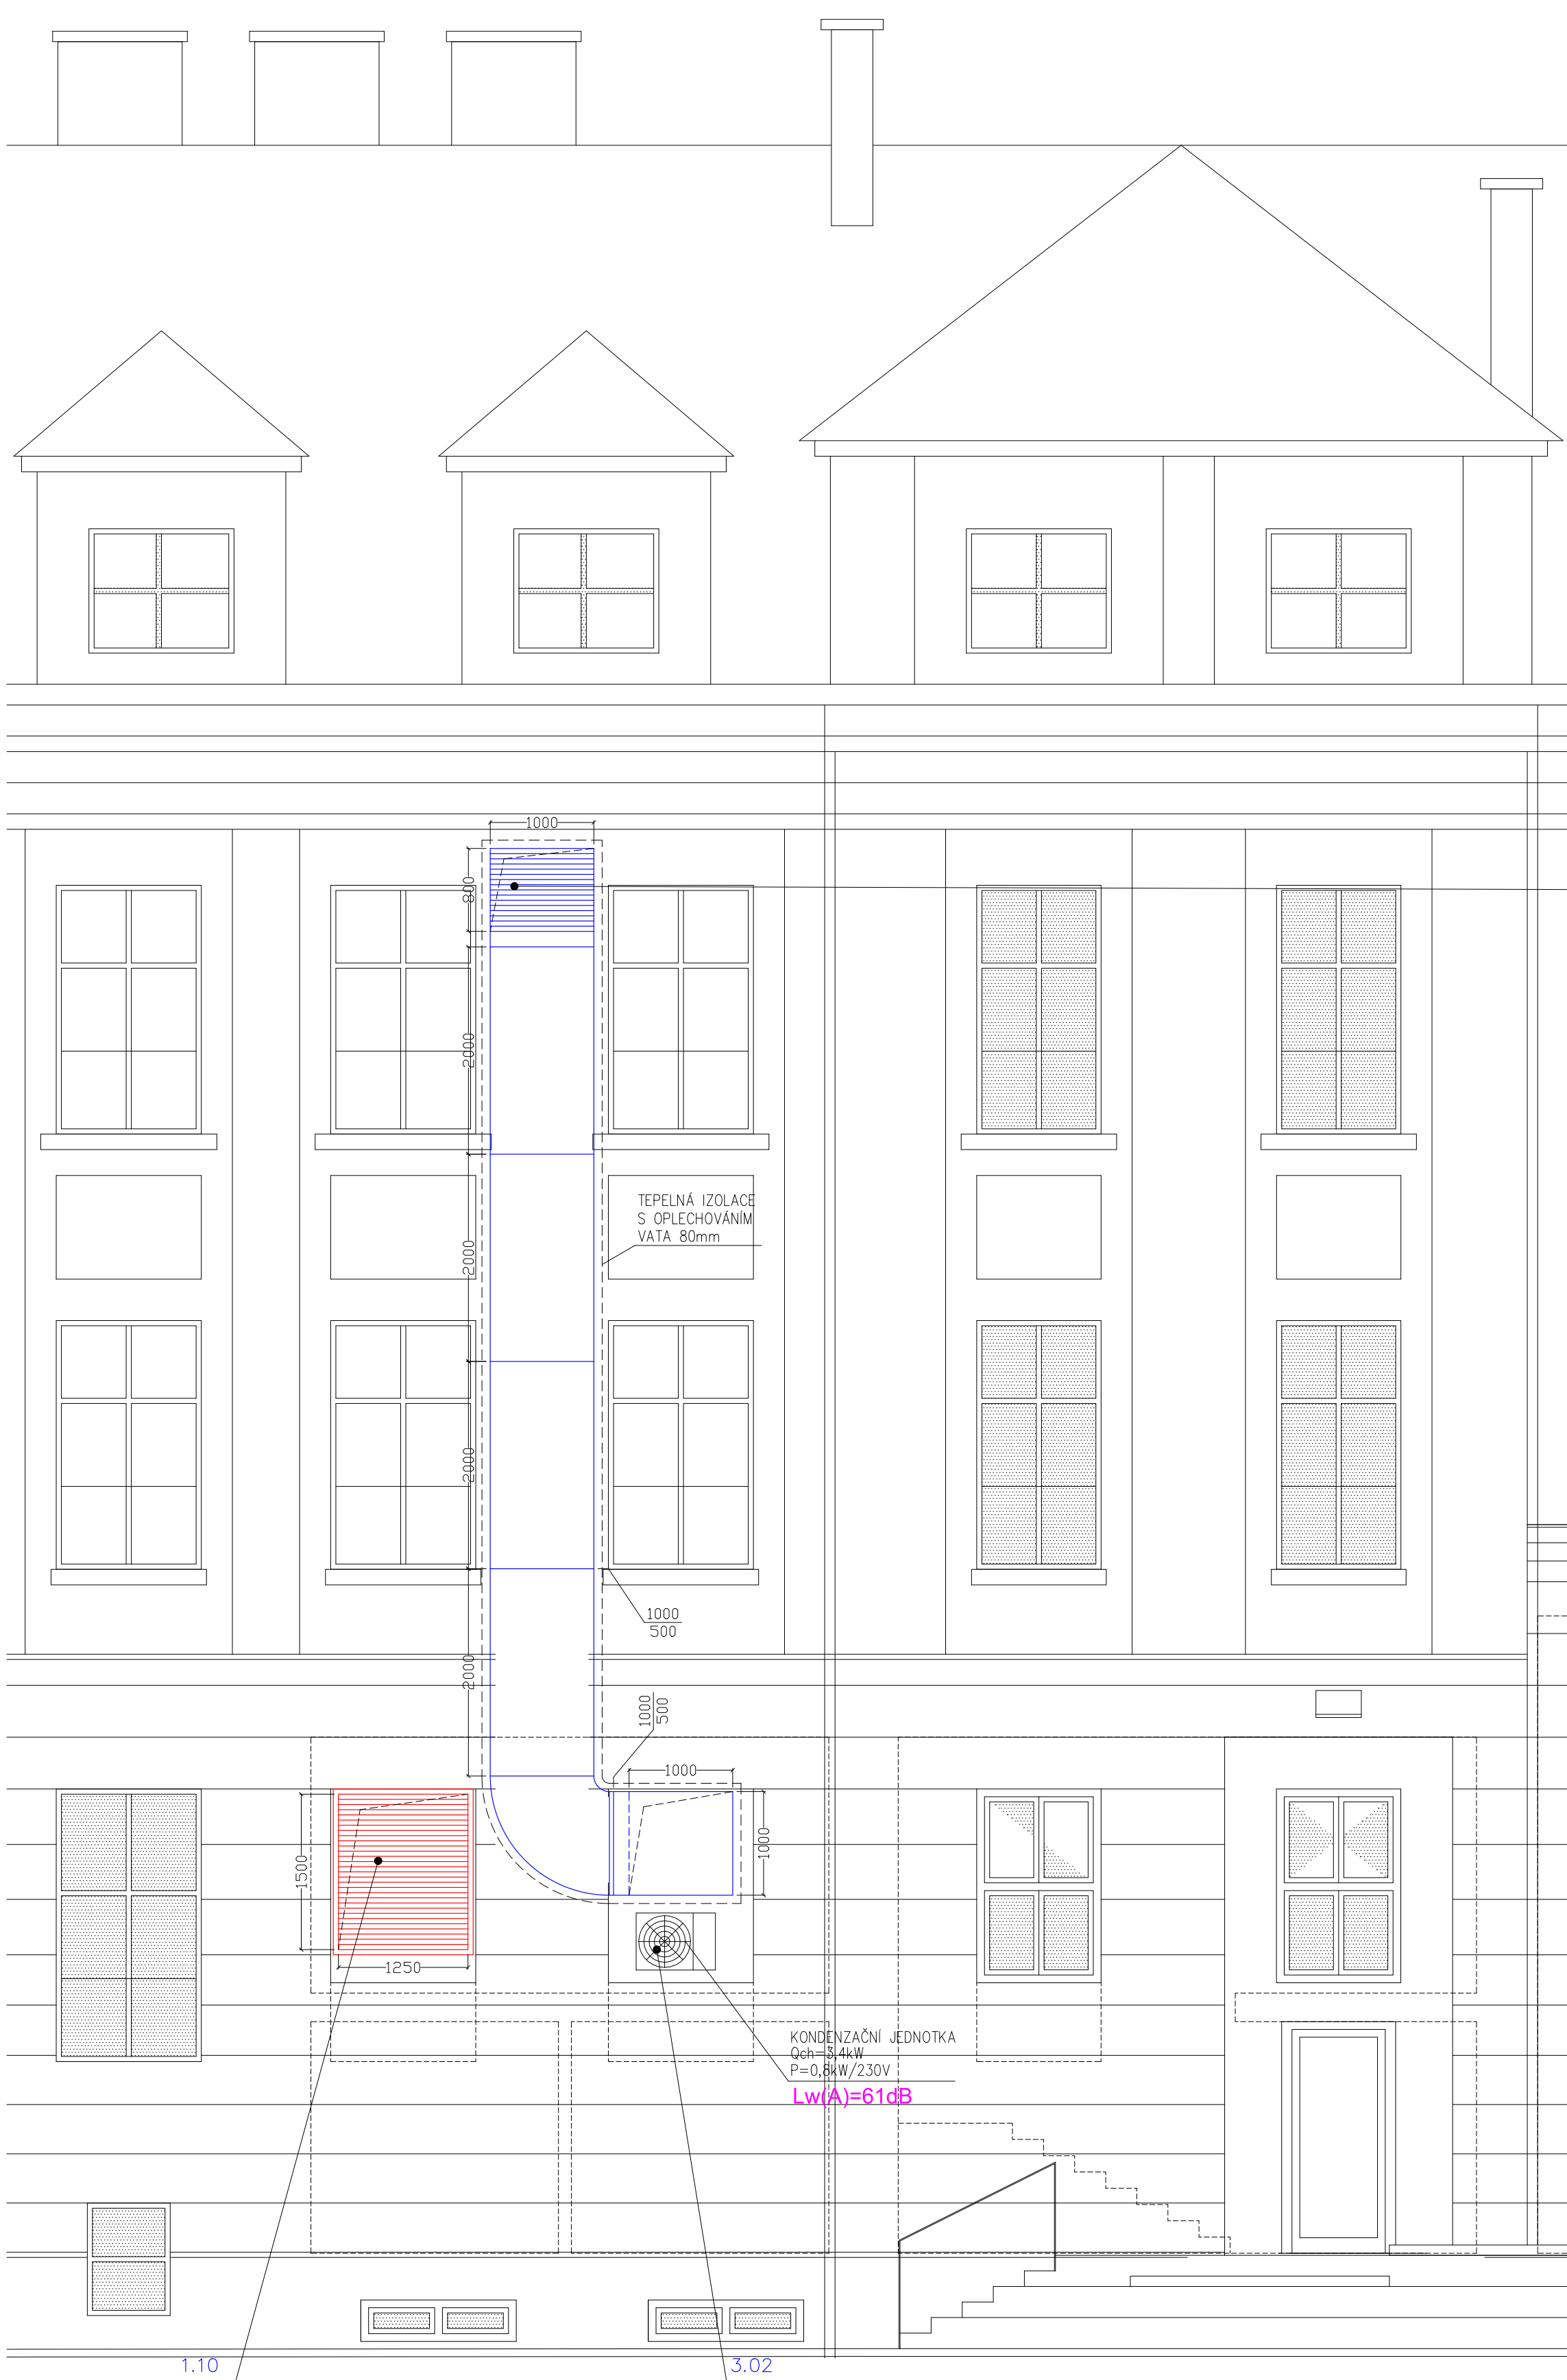 1000
800
2000
2000
TEPELNÁ IZOLACE
S OPLECHOVÁNÍM
VATA 80mm
2000
1000
500
2000
1000
500
1000
1000
1500
1250
KONDENZAČNÍ JEDNOTKA
Qch=3,4kW
P=0,8kW/230V
Lw(A)=61dB
1.10
3.02